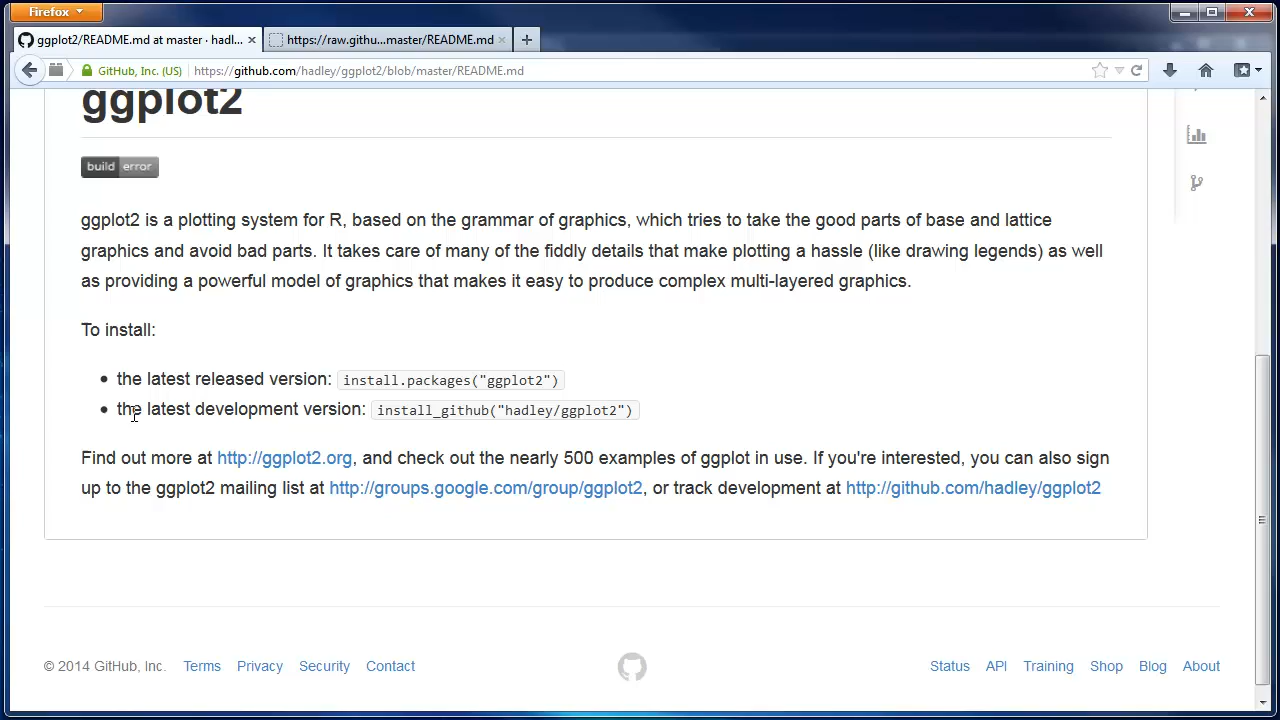 Firefox
ggplot2/README.md at master · hadl... ×
https://raw.githu...master/README.md ×
GitHub, Inc. (US) https://github.com/hadley/ggplot2/blob/master/README.md
ggplot2
build error
ggplot2 is a plotting system for R, based on the grammar of graphics, which tries to take the good parts of base and lattice
graphics and avoid bad parts. It takes care of many of the fiddly details that make plotting a hassle (like drawing legends) as well
as providing a powerful model of graphics that makes it easy to produce complex multi-layered graphics.
To install:
• the latest released version: install.packages("ggplot2")
• the latest development version: install_github("hadley/ggplot2")
Find out more at http://ggplot2.org, and check out the nearly 500 examples of ggplot in use. If you're interested, you can also sign
up to the ggplot2 mailing list at http://groups.google.com/group/ggplot2, or track development at http://github.com/hadley/ggplot2
© 2014 GitHub, Inc. Terms Privacy Security Contact Status API Training Shop Blog About